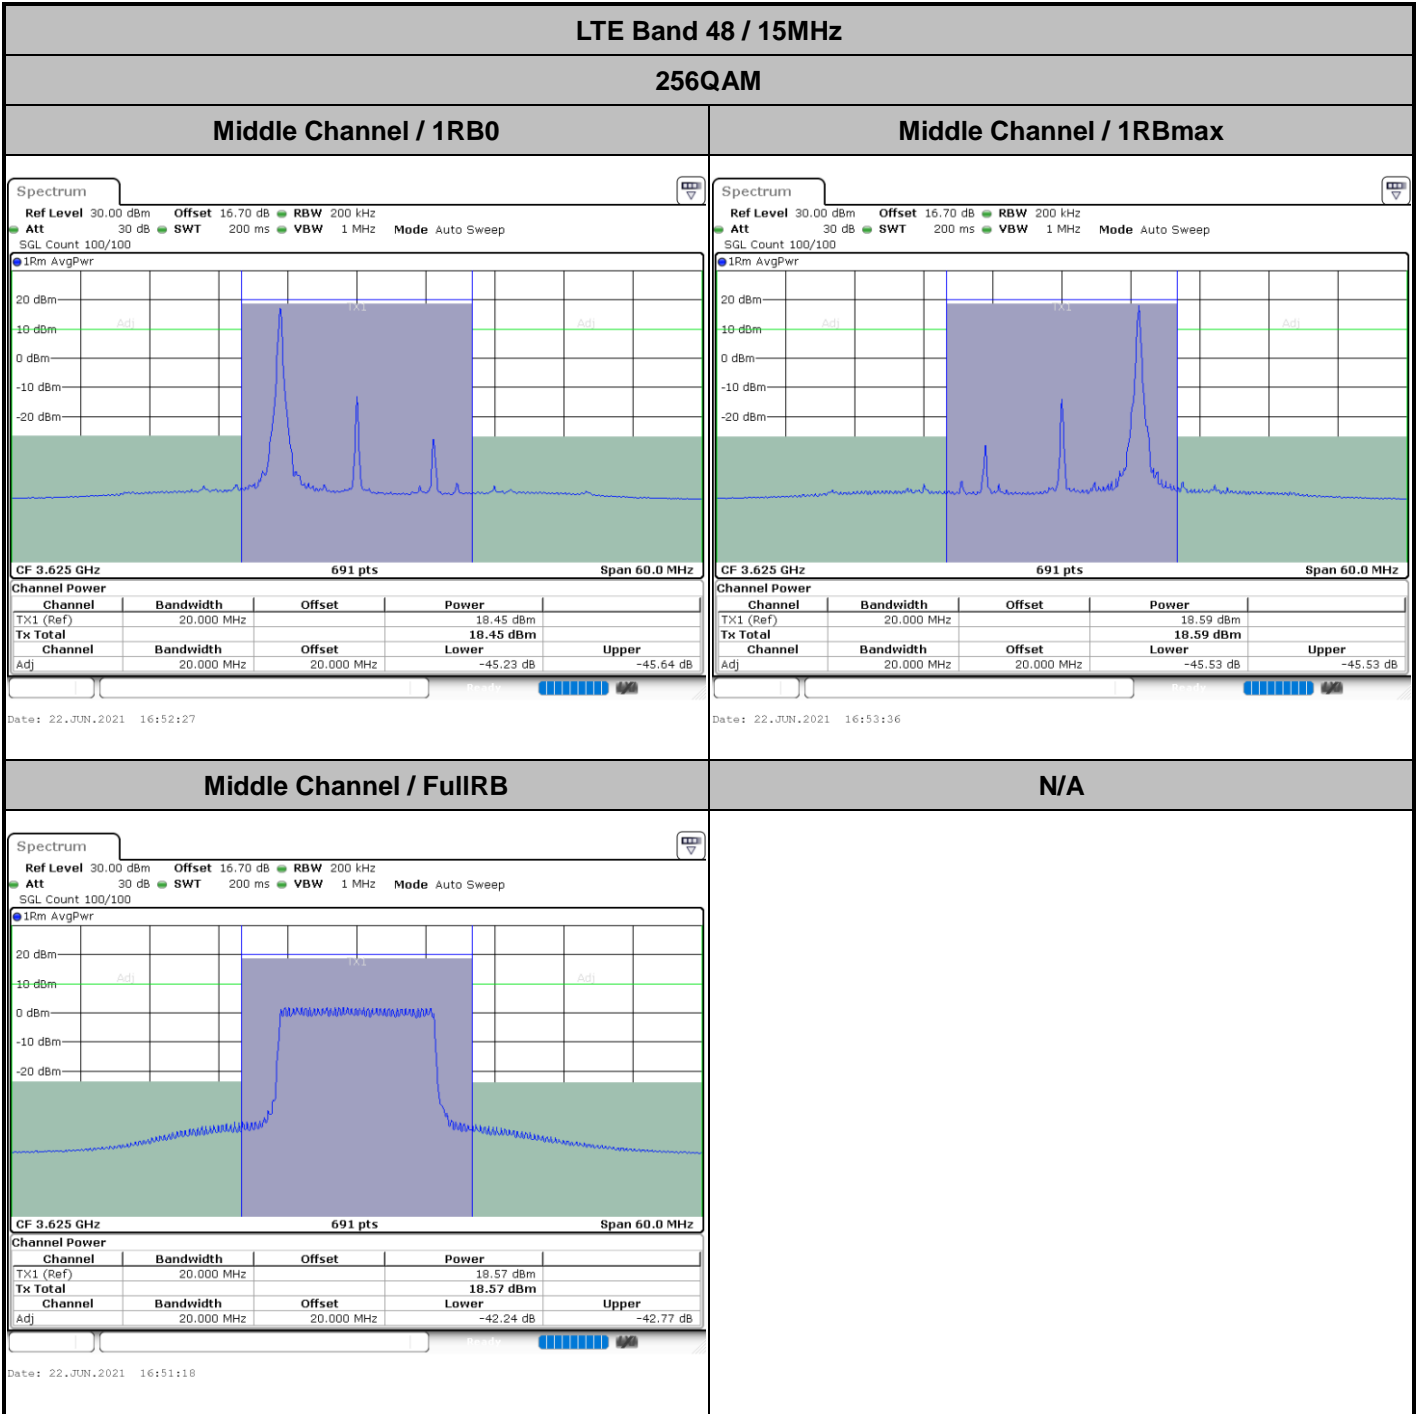 LTE Band 48 / 15MHz
256QAM
Middle Channel / 1RB0
Middle Channel / 1RBmax
Spectrum
Ref Level 30.00 dBm Offset 16.70 dB RBW 200 kHz
Att 30 dB SWT 200 ms VBW 1 MHz Mode Auto Sweep
SGL Count 100/100
1Rm AvgPwr
TX1
Adj
Adj
20 dBm
10 dBm
0 dBm
-10 dBm
-20 dBm
CF 3.625 GHz 691 pts Span 60.0 MHz
Channel Power
Channel Bandwidth Offset Power
TX1 (Ref) 20.000 MHz 18.45 dBm
Tx Total 18.45 dBm
Channel Bandwidth Offset Lower Upper
Adj 20.000 MHz 20.000 MHz -45.23 dB -45.64 dB
Ready
Date: 22.JUN.2021 16:52:27
Spectrum
Ref Level 30.00 dBm Offset 16.70 dB RBW 200 kHz
Att 30 dB SWT 200 ms VBW 1 MHz Mode Auto Sweep
SGL Count 100/100
1Rm AvgPwr
TX1
Adj
Adj
20 dBm
10 dBm
0 dBm
-10 dBm
-20 dBm
CF 3.625 GHz 691 pts Span 60.0 MHz
Channel Power
Channel Bandwidth Offset Power
TX1 (Ref) 20.000 MHz 18.59 dBm
Tx Total 18.59 dBm
Channel Bandwidth Offset Lower Upper
Adj 20.000 MHz 20.000 MHz -45.53 dB -45.53 dB
Ready
Date: 22.JUN.2021 16:53:36
Middle Channel / FullRB
N/A
Spectrum
Ref Level 30.00 dBm Offset 16.70 dB RBW 200 kHz
Att 30 dB SWT 200 ms VBW 1 MHz Mode Auto Sweep
SGL Count 100/100
1Rm AvgPwr
TX1
Adj
Adj
20 dBm
10 dBm
0 dBm
-10 dBm
-20 dBm
CF 3.625 GHz 691 pts Span 60.0 MHz
Channel Power
Channel Bandwidth Offset Power
TX1 (Ref) 20.000 MHz 18.57 dBm
Tx Total 18.57 dBm
Channel Bandwidth Offset Lower Upper
Adj 20.000 MHz 20.000 MHz -42.24 dB -42.77 dB
Ready
Date: 22.JUN.2021 16:51:18